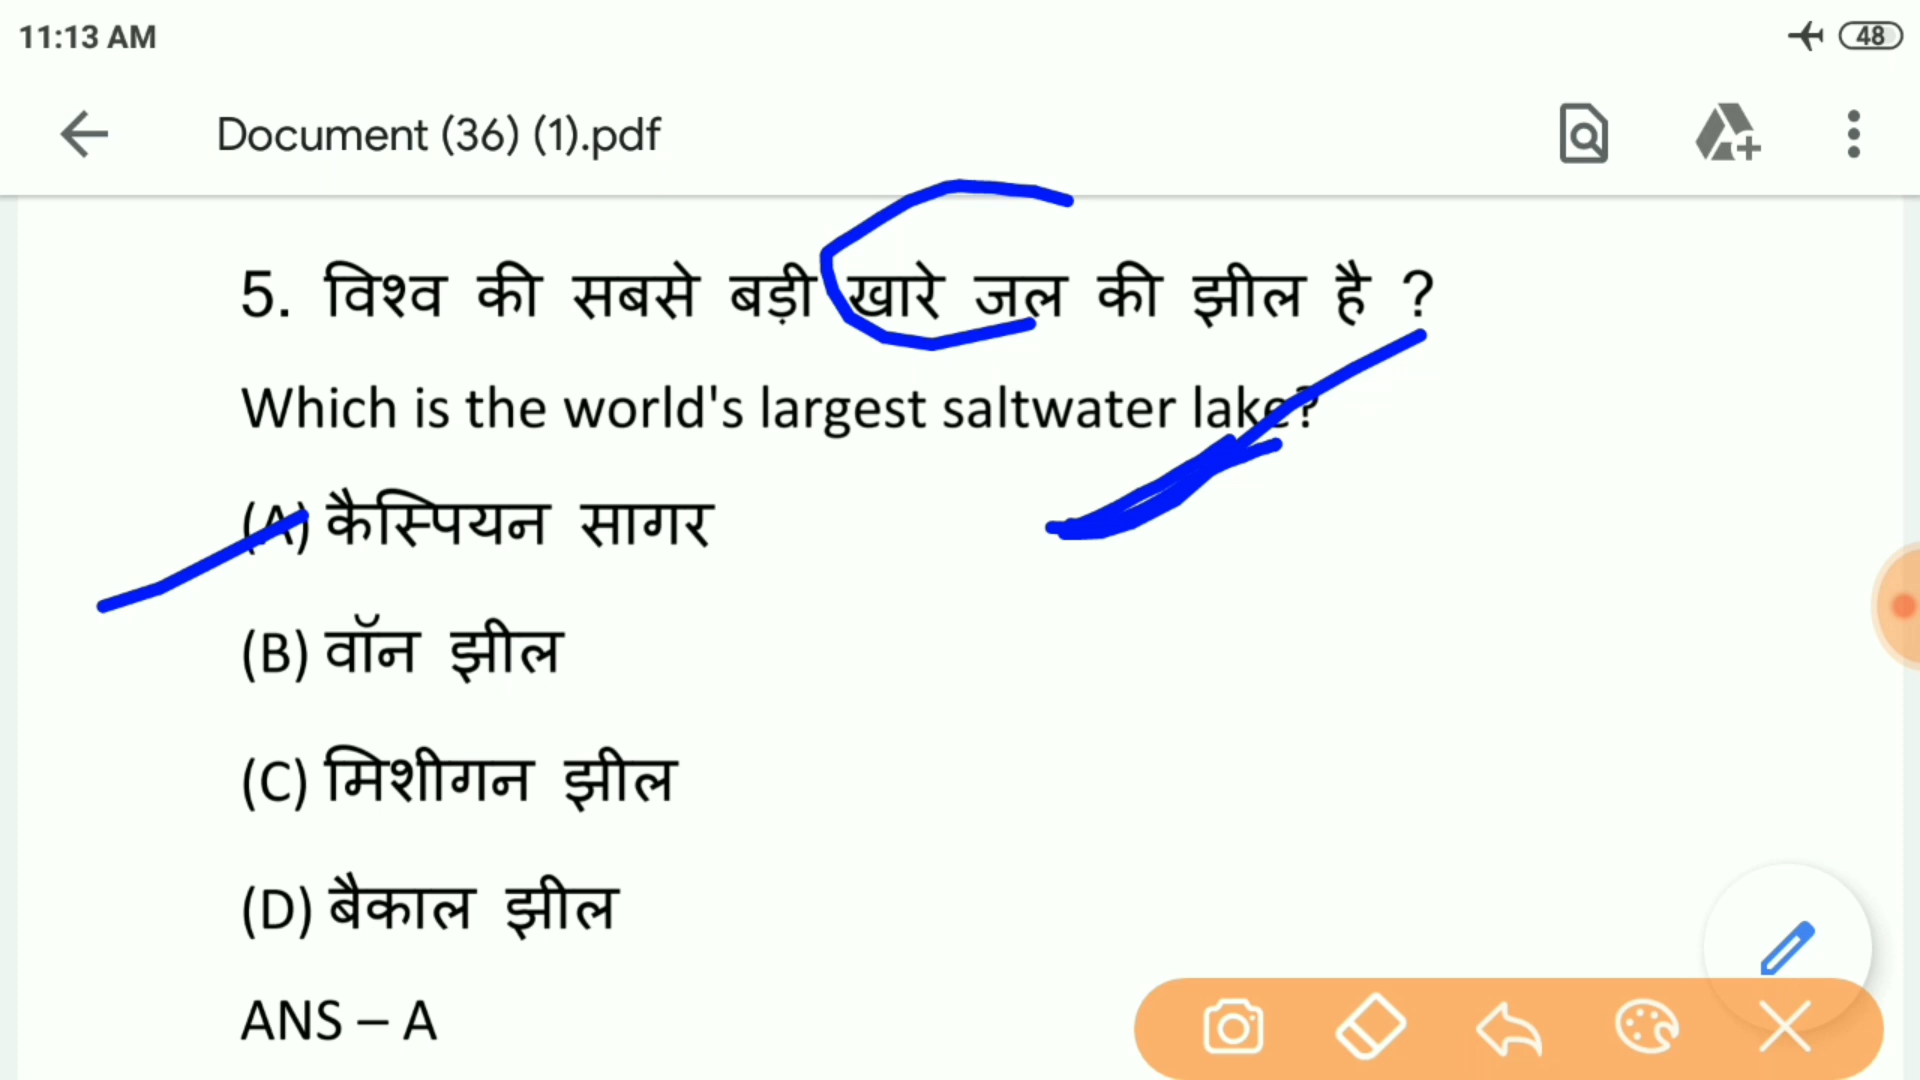 11:13 AM
48
Document (36) (1).pdf
5. विश्व की सबसे बड़ी खारे जल की झील है ?
Which is the world's largest saltwater lake?
(A) कैस्पियन सागर
(B) वॉन झील
(C) मिशीगन झील
(D) बैकाल झील
ANS – A